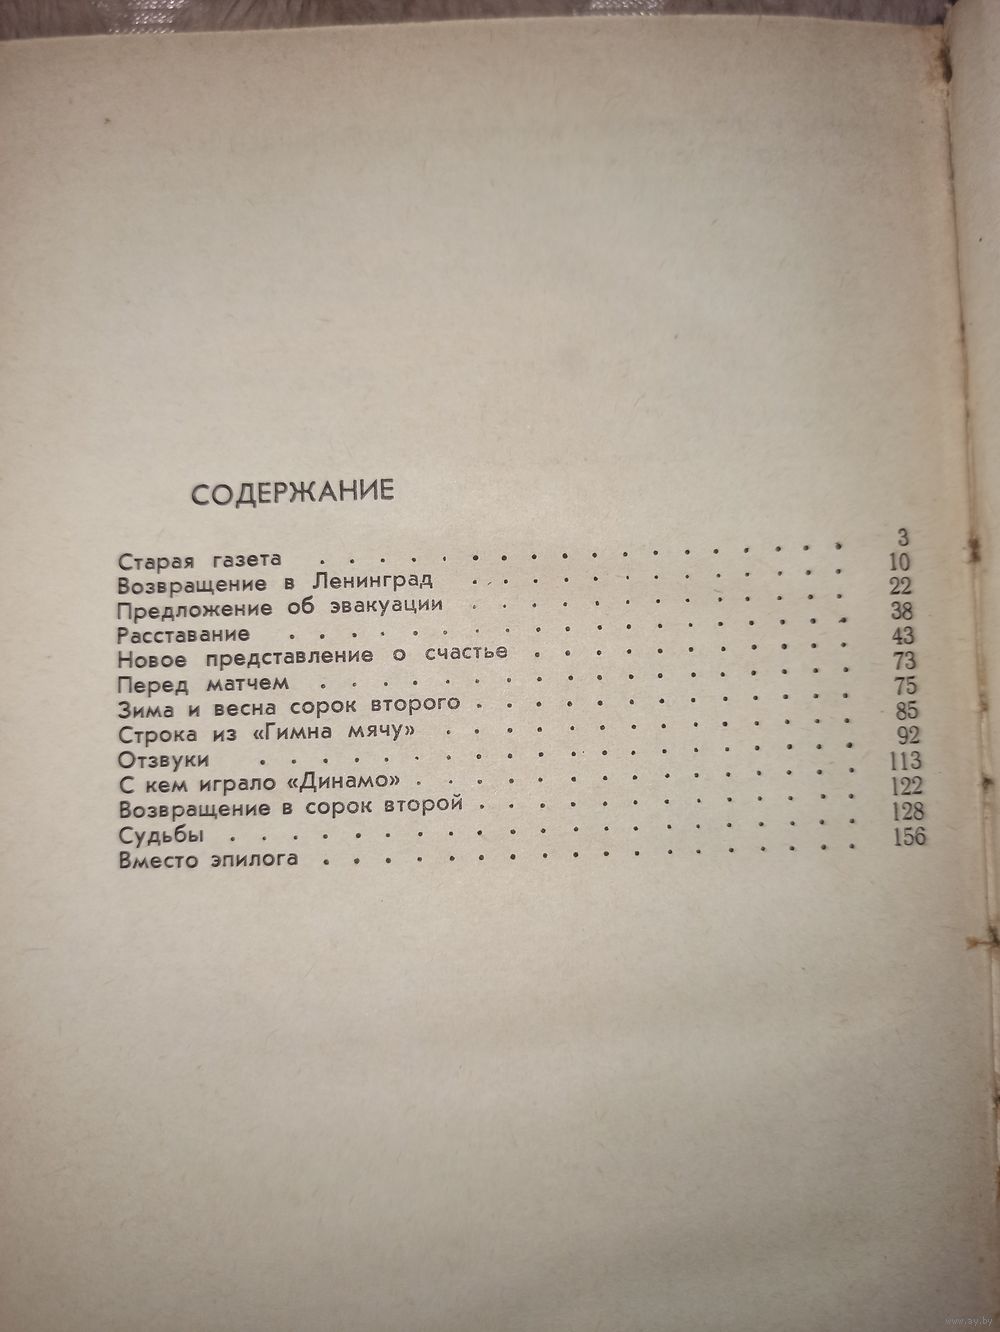 СОДЕРЖАНИЕ
Старая газета . . . . . . . . . . . . . . . . . . 3
Возвращение в Ленинград . . . . . . . . . . . . . 10
Предложение об эвакуации . . . . . . . . . . . . . 22
Расставание . . . . . . . . . . . . . . . . . . . 38
Новое представление о счастье . . . . . . . . . . . 43
Перед матчем . . . . . . . . . . . . . . . . . . 73
Зима и весна сорок второго . . . . . . . . . . . . . 75
Строка из «Гимна мячу» . . . . . . . . . . . . . . 85
Отзвуки . . . . . . . . . . . . . . . . . . . . 92
С кем играло «Динамо» . . . . . . . . . . . . . . . 113
Возвращение в сорок второй . . . . . . . . . . . . . 122
Судьбы . . . . . . . . . . . . . . . . . . . . . 128
Вместо эпилога . . . . . . . . . . . . . . . . . . 156
www.ay.by